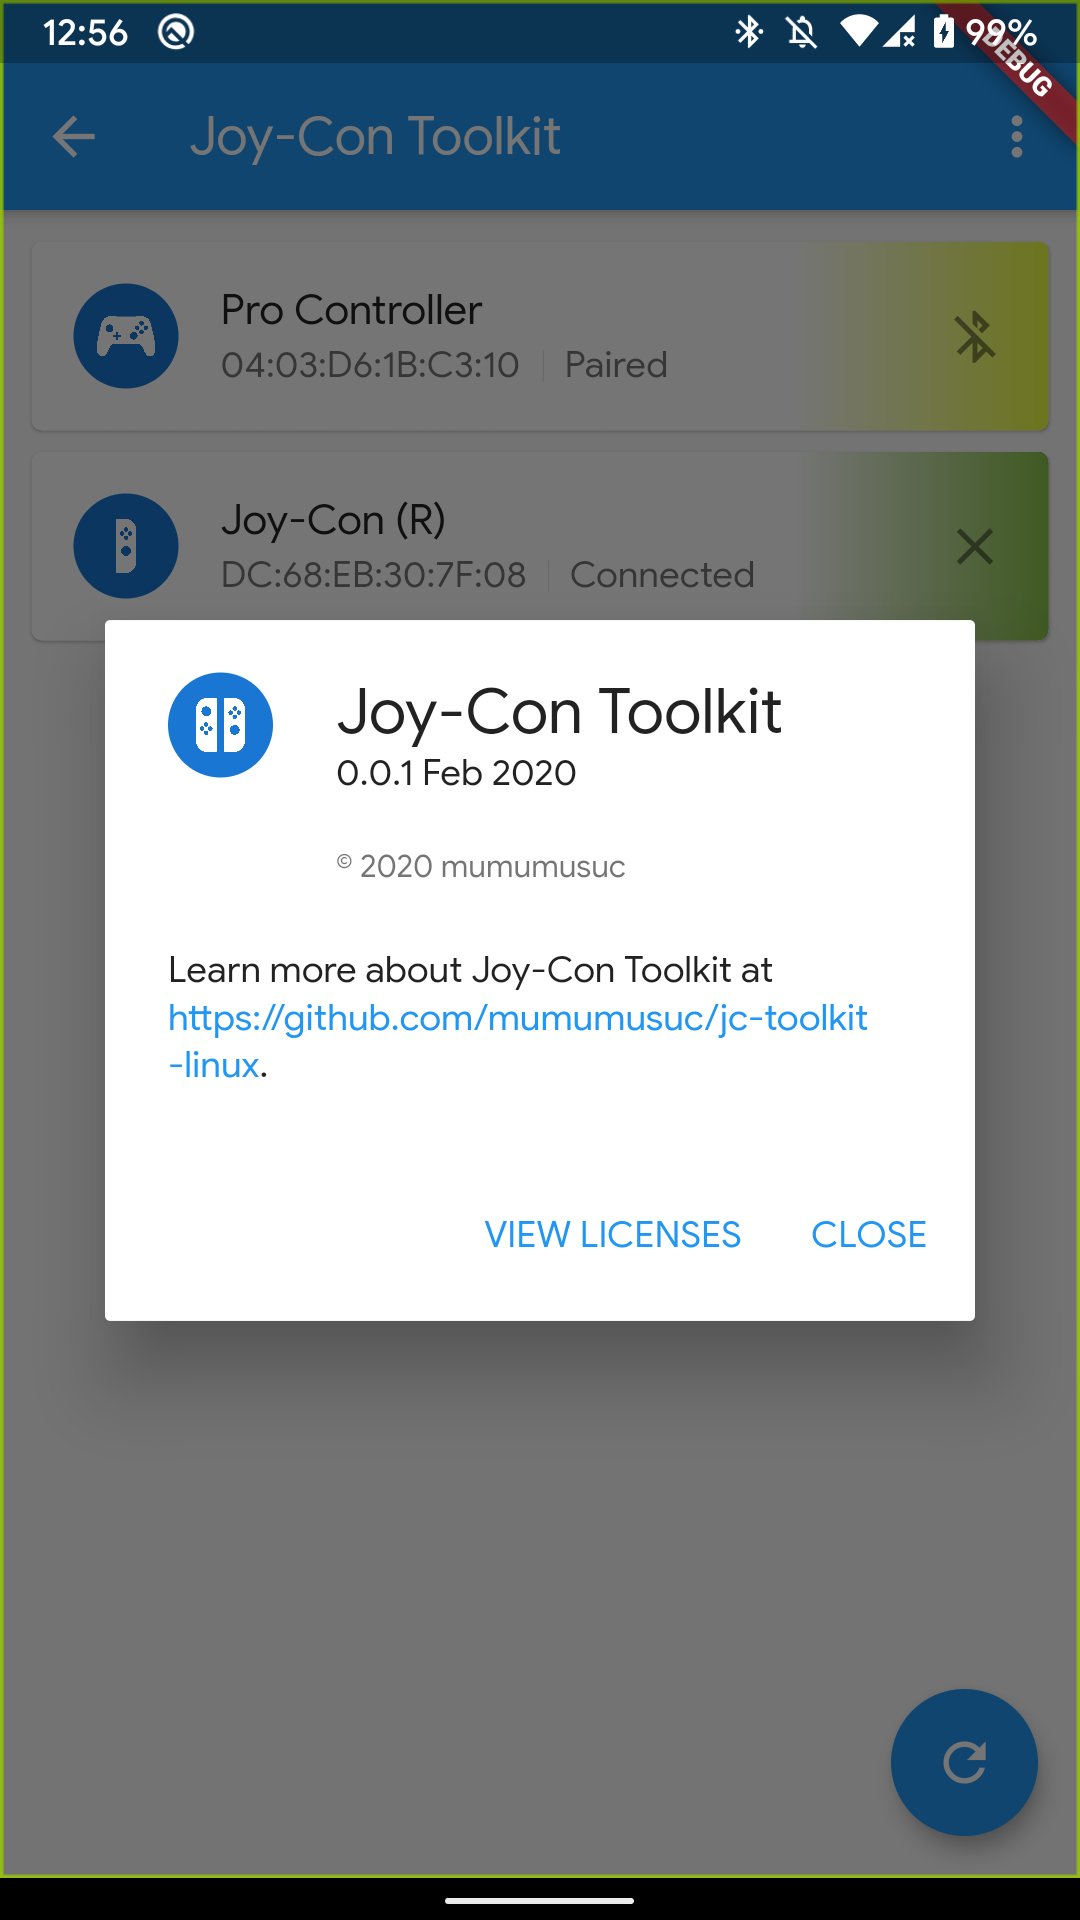 12:56
99%
DEBUG
Joy-Con Toolkit
Pro Controller
04:03:D6:1B:C3:10 Paired
Joy-Con (R)
DC:68:EB:30:7F:08 Connected
Joy-Con Toolkit
0.0.1 Feb 2020
© 2020 mumumusuc
Learn more about Joy-Con Toolkit at
https://github.com/mumumusuc/jc-toolkit
-linux.
VIEW LICENSES CLOSE